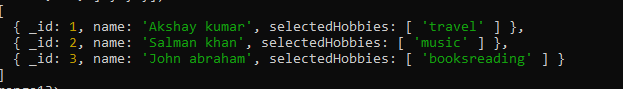 [
  { _id: 1, name: 'Akshay kumar', selectedHobbies: [ 'travel' ] },
  { _id: 2, name: 'Salman khan', selectedHobbies: [ 'music' ] },
  { _id: 3, name: 'John abraham', selectedHobbies: [ 'booksreading' ] }
]